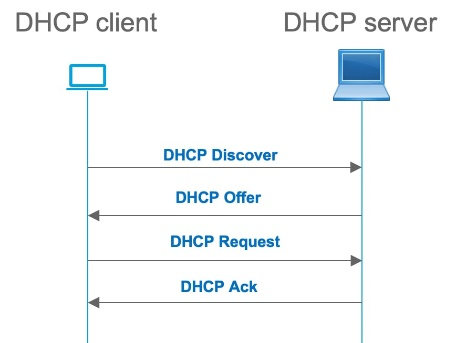 DHCP client
DHCP server
DHCP Discover
DHCP Offer
DHCP Request
DHCP Ack